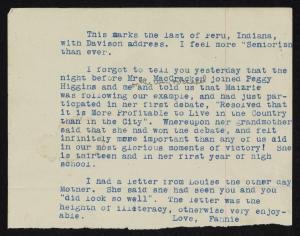 This marks the last of Peru, Indiana,
with Davison address. I feel more "Seniorish"
than ever.
I forgot to tell you yesterday that the
night before Mrs. MacCracken joined Peggy
Higgins and me and told us that Maizrie
was following our example, and had just par-
ticipated in her first debate, "Resolved that
it is More Profitable to Live in the Country
than in the City". Whereupon her grandmother
said that she had won the debate, and felt
infinitely more important than any of us did
in our most glorious moments of victory! She
is thirteen and in her first year of high
school.
I had a letter from Louise the other day
Mother. She said she had seen you and you
"did look so well". The letter was the
heighth of illiteracy, otherwise very enjoy-
able.
Love, Fannie